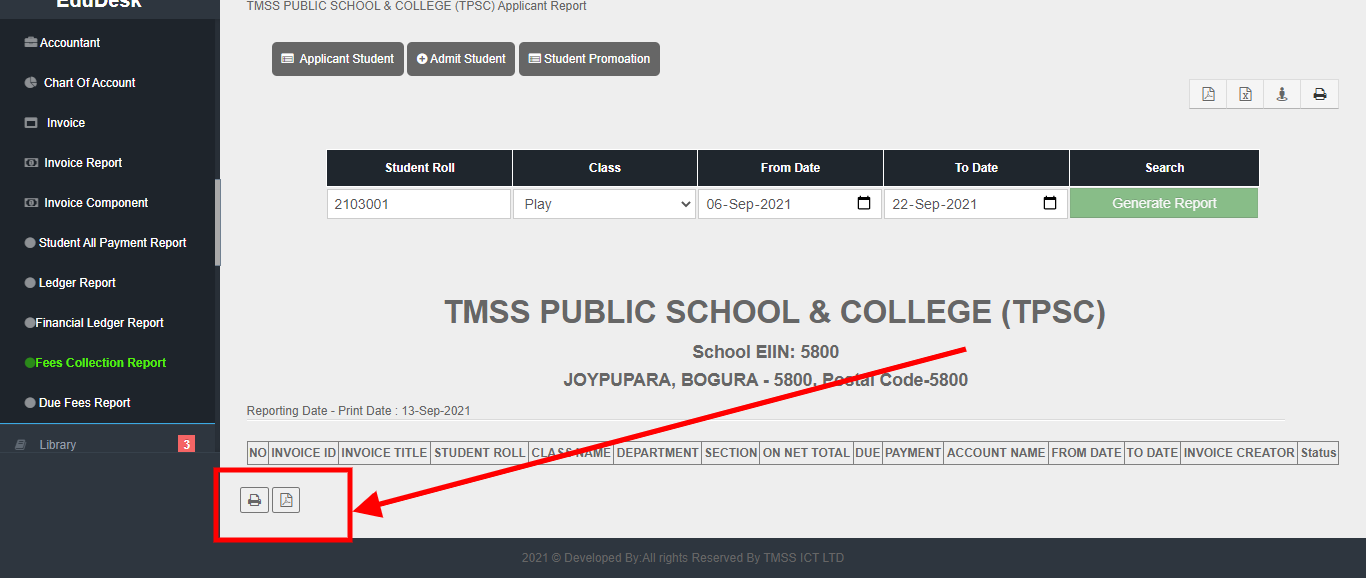 EduDesk
Accountant
Chart Of Account
Invoice
Invoice Report
Invoice Component
Student All Payment Report
Ledger Report
Financial Ledger Report
Fees Collection Report
Due Fees Report
Library 3
TMSS PUBLIC SCHOOL & COLLEGE (TPSC) Applicant Report
Applicant Student Admit Student Student Promoation
Student Roll Class From Date To Date Search
2103001 Play 06-Sep-2021 22-Sep-2021 Generate Report
TMSS PUBLIC SCHOOL & COLLEGE (TPSC)
School EIIN: 5800
JOYPUPARA, BOGURA - 5800, Postal Code-5800
Reporting Date - Print Date : 13-Sep-2021
NO INVOICE ID INVOICE TITLE STUDENT ROLL CLASS NAME DEPARTMENT SECTION ON NET TOTAL DUE PAYMENT ACCOUNT NAME FROM DATE TO DATE INVOICE CREATOR Status
2021 © Developed By:All rights Reserved By TMSS ICT LTD